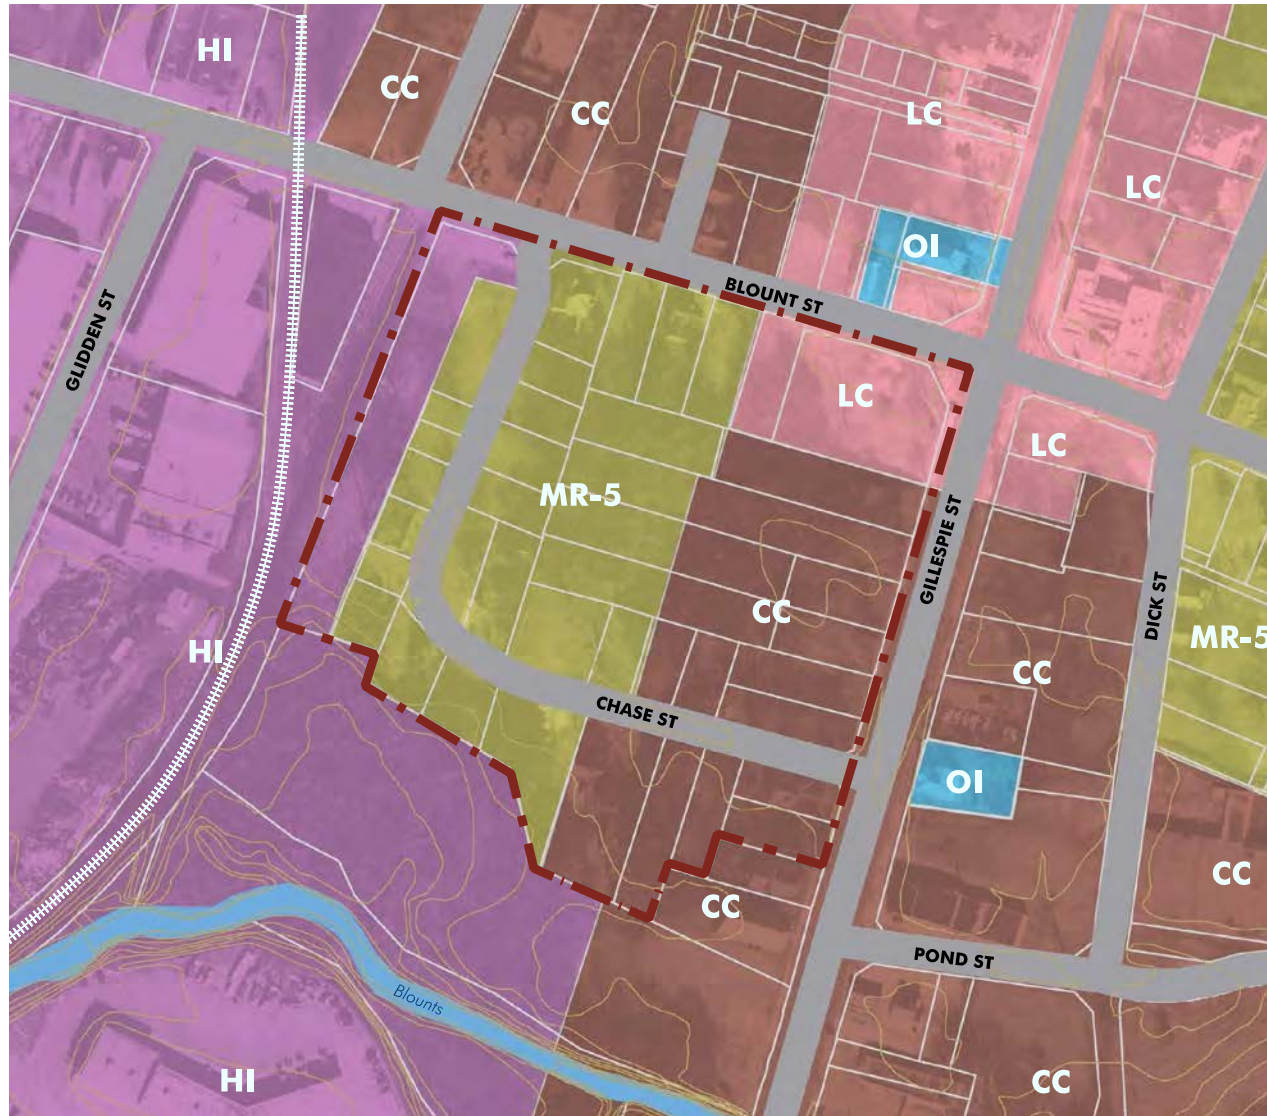 HI
CC
CC
LC
LC
OI
BLOUNT ST
GLIDDEN ST
LC
LC
MR-5
GILLESPIE ST
DICK ST
CC
HI
MR-5
CC
CHASE ST
OI
CC
CC
POND ST
Blounts
HI
CC